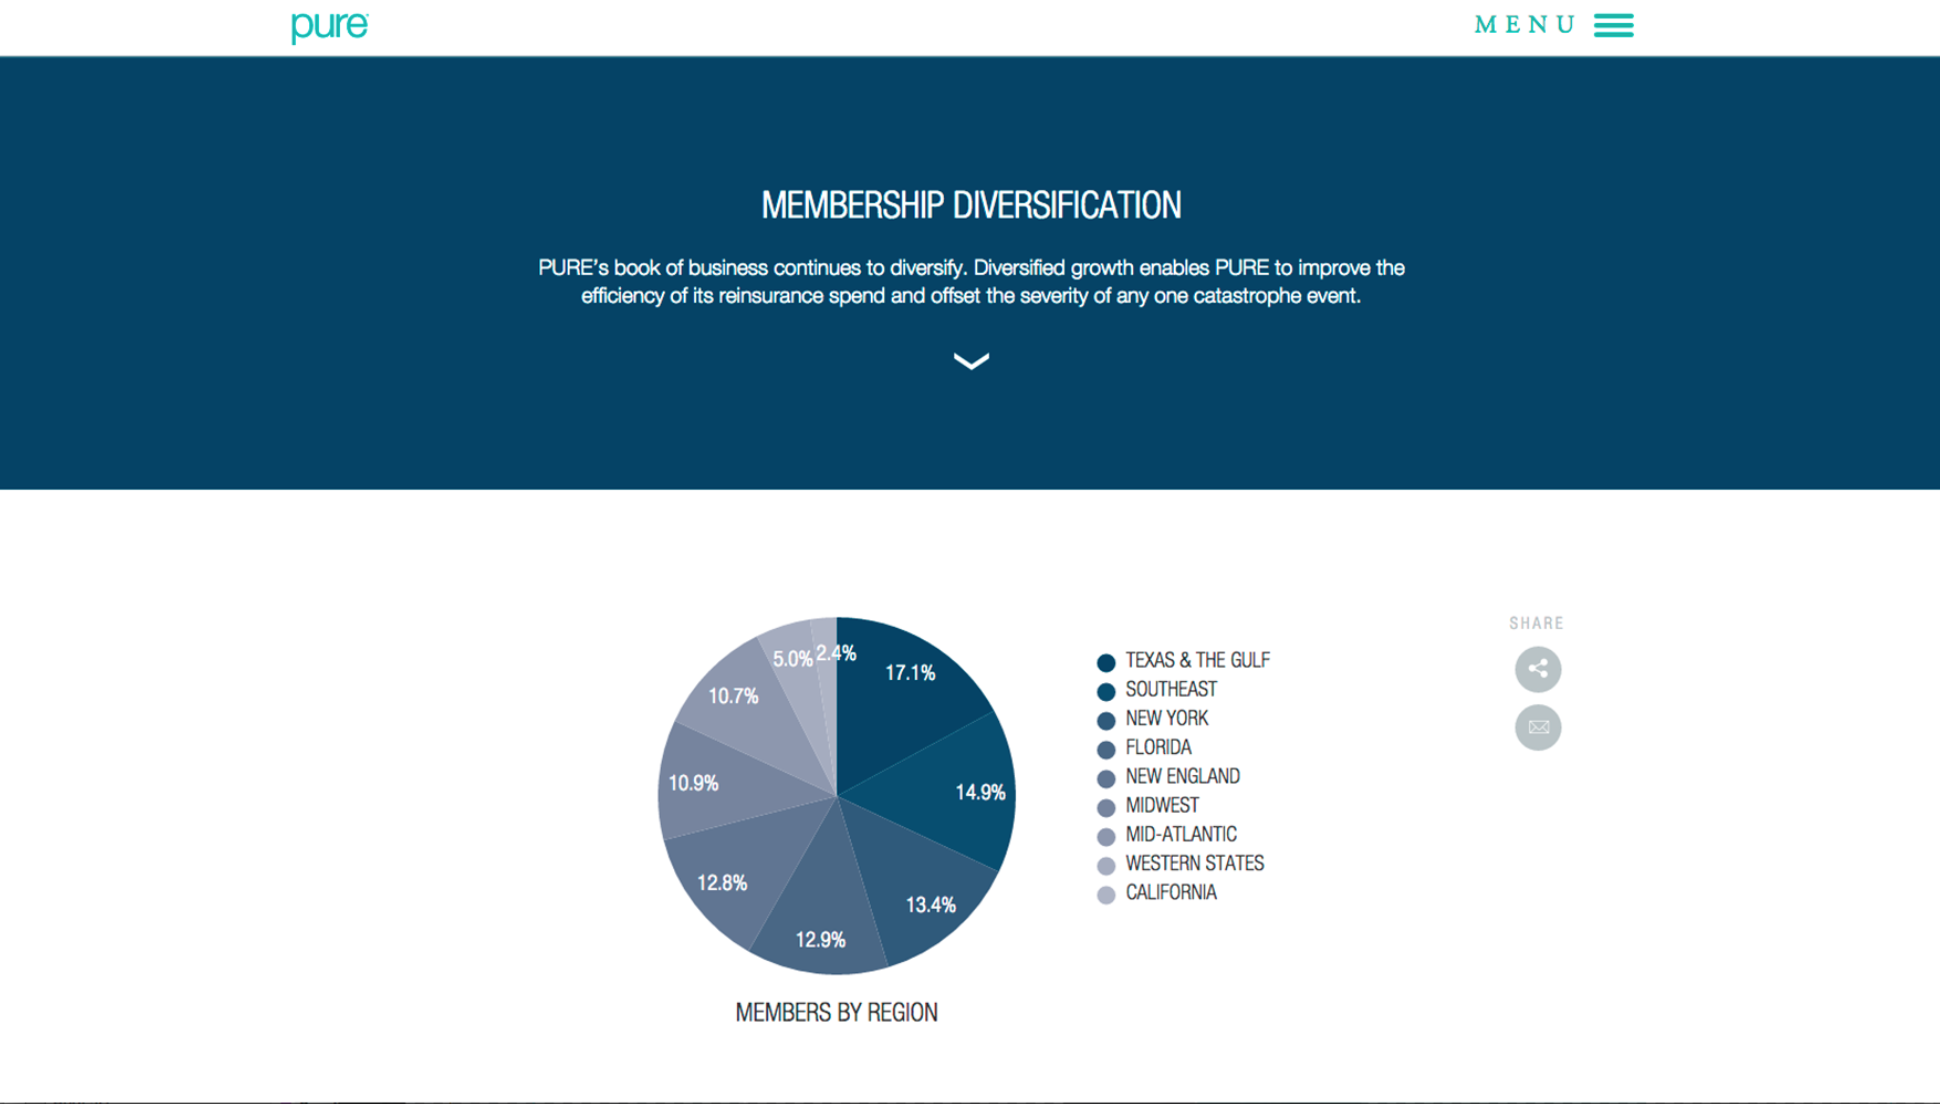 pure
MENU
MEMBERSHIP DIVERSIFICATION
PURE’s book of business continues to diversify. Diversified growth enables PURE to improve the
efficiency of its reinsurance spend and offset the severity of any one catastrophe event.
SHARE
5.0%
2.4%
17.1%
10.7%
10.9%
14.9%
12.8%
13.4%
12.9%
TEXAS & THE GULF
SOUTHEAST
NEW YORK
FLORIDA
NEW ENGLAND
MIDWEST
MID-ATLANTIC
WESTERN STATES
CALIFORNIA
MEMBERS BY REGION